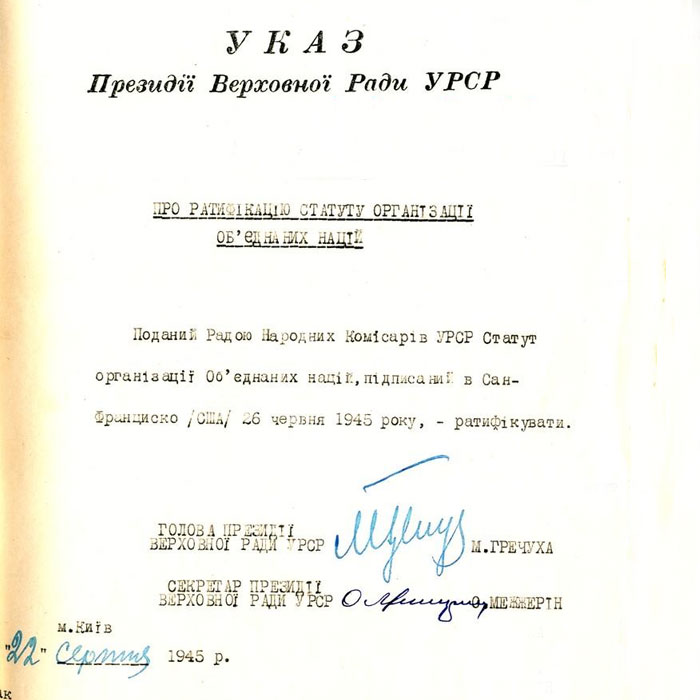 УКАЗ
Президії Верховної Ради УРСР
ПРО РАТИФІКАЦІЮ СТАТУТУ ОРГАНІЗАЦІЇ
ОБ'ЄДНАНИХ НАЦІЙ
Поданий Радою Народних Комісарів УРСР Статут
організації Об'єднаних націй, підписаний в Сан-
Франциско /США/ 26 червня 1945 року, - ратифікувати.
ГОЛОВА ПРЕЗИДІЇ
ВЕРХОВНОЇ РАДИ УРСР М.ГРЕЧУХА
СЕКРЕТАР ПРЕЗИДІЇ
ВЕРХОВНОЇ РАДИ УРСР О.МЕЖЖЕРІН
м.Київ
"22" серпня 1945 р.